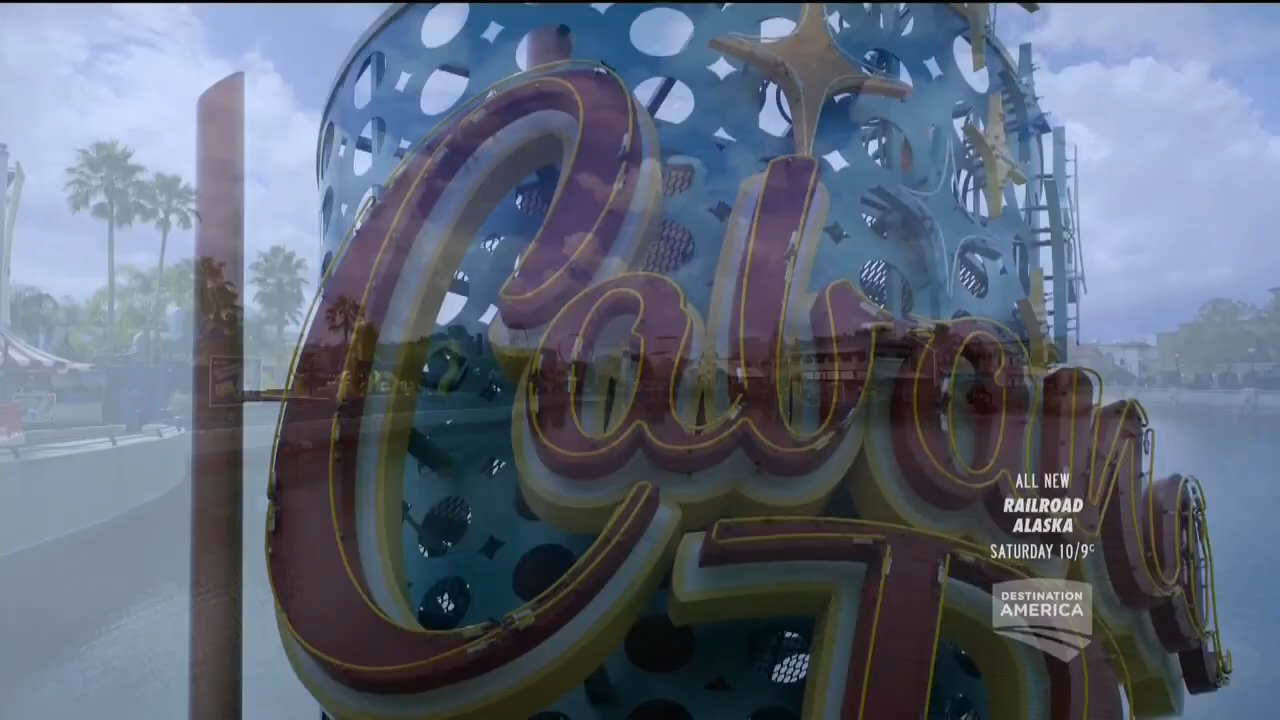 Cabana
ALL NEW
RAILROAD
ALASKA
SATURDAY 10/9c
DESTINATION
AMERICA